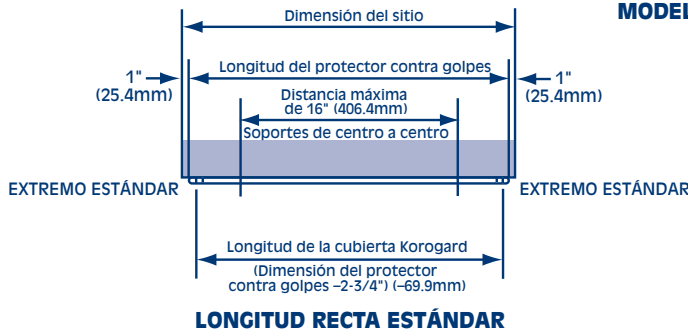 MODEL
Dimensión del sitio
Longitud del protector contra golpes
1"
(25.4mm)
1"
(25.4mm)
Distancia máxima
de 16" (406.4mm)
Soportes de centro a centro
EXTREMO ESTÁNDAR
EXTREMO ESTÁNDAR
Longitud de la cubierta Korogard
(Dimensión del protector
contra golpes –2-3/4") (–69.9mm)
LONGITUD RECTA ESTÁNDAR